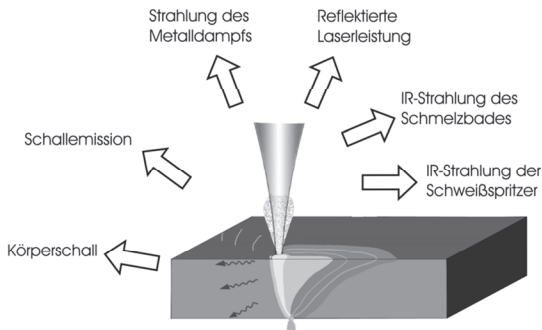 Strahlung des
Metalldampfs
Reflektierte
Laserleistung
IR-Strahlung des
Schmelzbades
Schallemission
IR-Strahlung der
Schweißspritzer
Körperschall